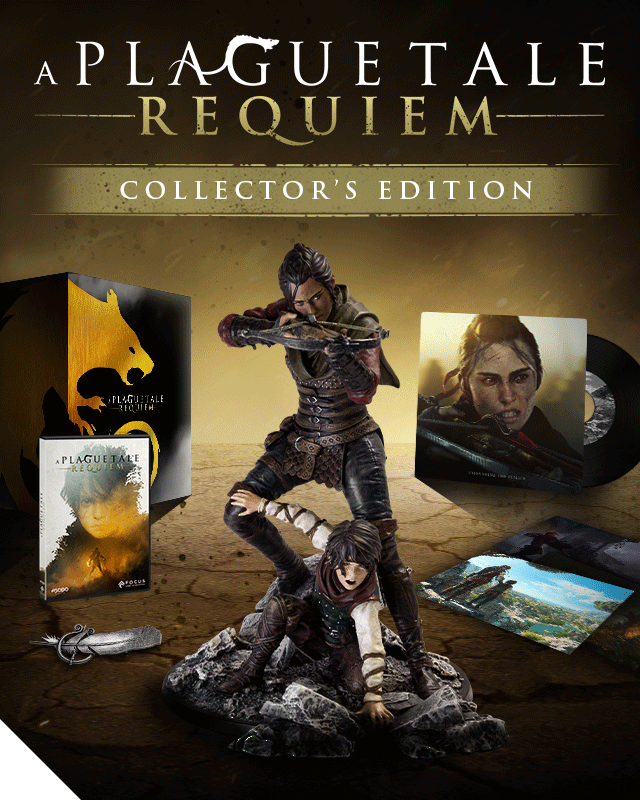 A PLAGUE TALE
REQUIEM
COLLECTOR'S EDITION
A PLAGUE TALE
REQUIEM
A PLAGUE TALE
REQUIEM
FOCUS